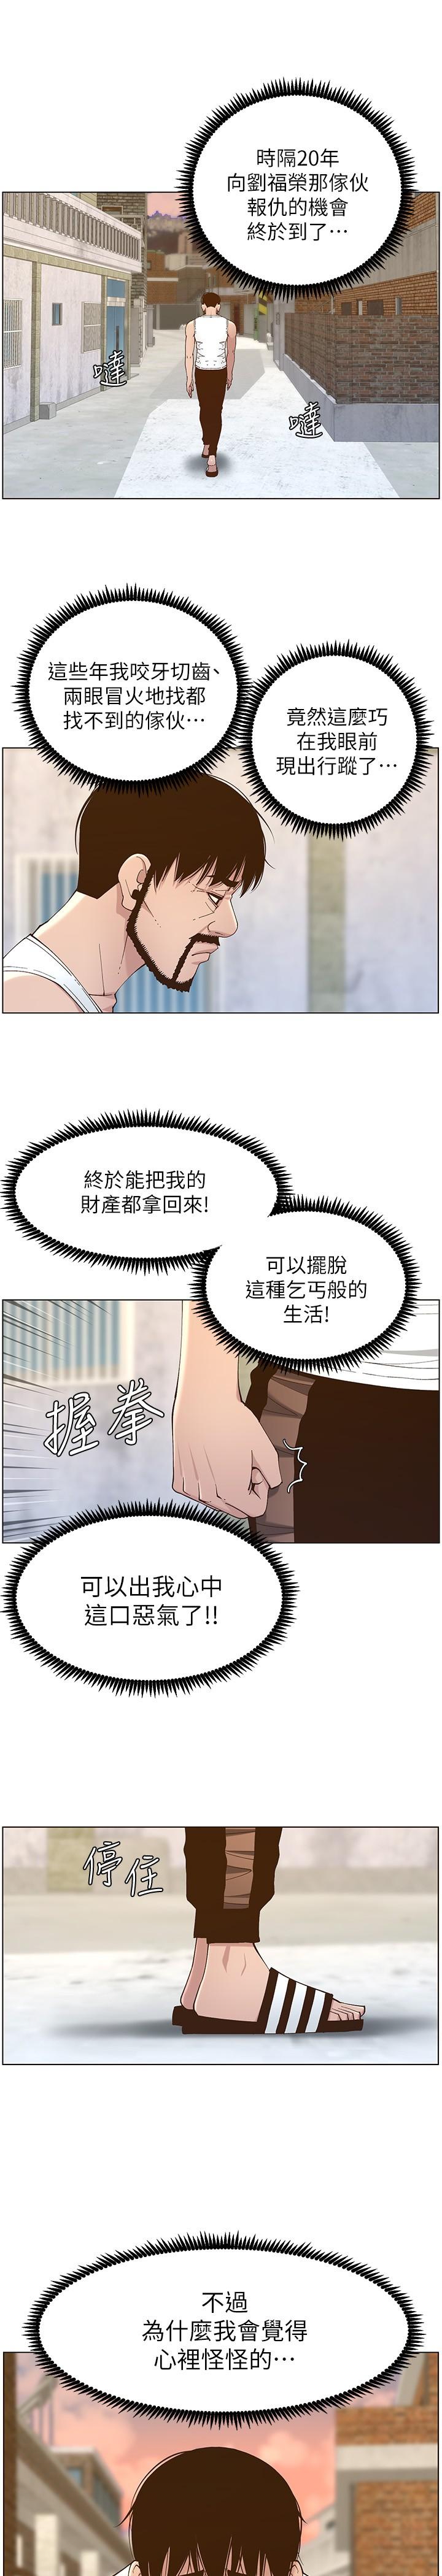 時隔20年
向劉福榮那傢伙
報仇的機會
終於到了…
噠
噠
這些年我咬牙切齒、
兩眼冒火地找都
找不到的傢伙…
竟然這麼巧
在我眼前
現出行蹤了…
終於能把我的
財產都拿回來!
可以擺脫
這種乞丐般的
生活!
握拳
可以出我心中
這口惡氣了!!
停住
不過
為什麼我會覺得
心裡怪怪的…